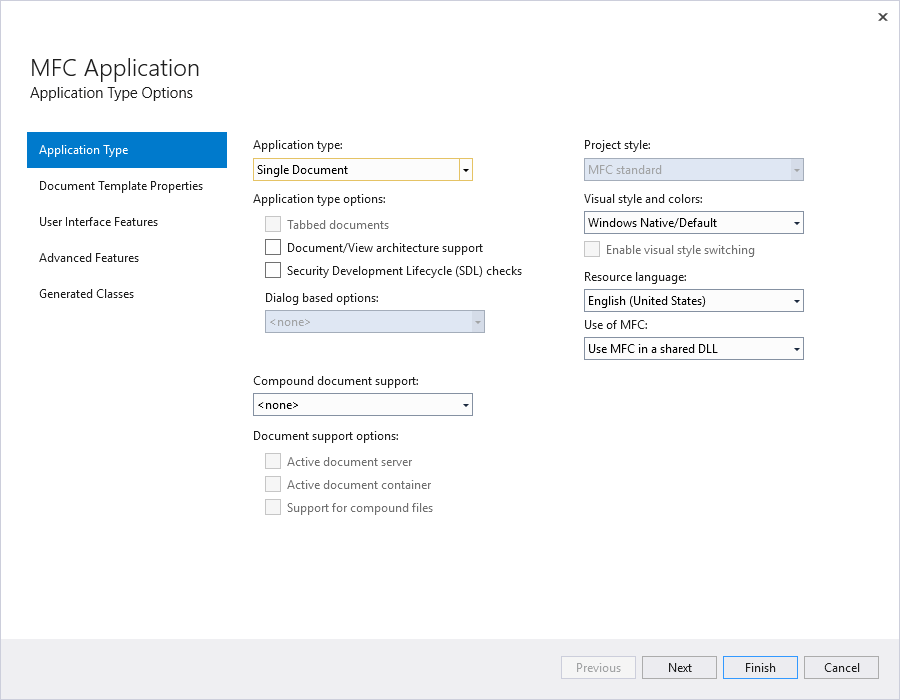 MFC Application
Application Type Options
Application Type
Document Template Properties
User Interface Features
Advanced Features
Generated Classes
Application type:
Single Document
Application type options:
Tabbed documents
Document/View architecture support
Security Development Lifecycle (SDL) checks
Dialog based options:
<none>
Compound document support:
<none>
Document support options:
Active document server
Active document container
Support for compound files
Project style:
MFC standard
Visual style and colors:
Windows Native/Default
Enable visual style switching
Resource language:
English (United States)
Use of MFC:
Use MFC in a shared DLL
Previous
Next
Finish
Cancel